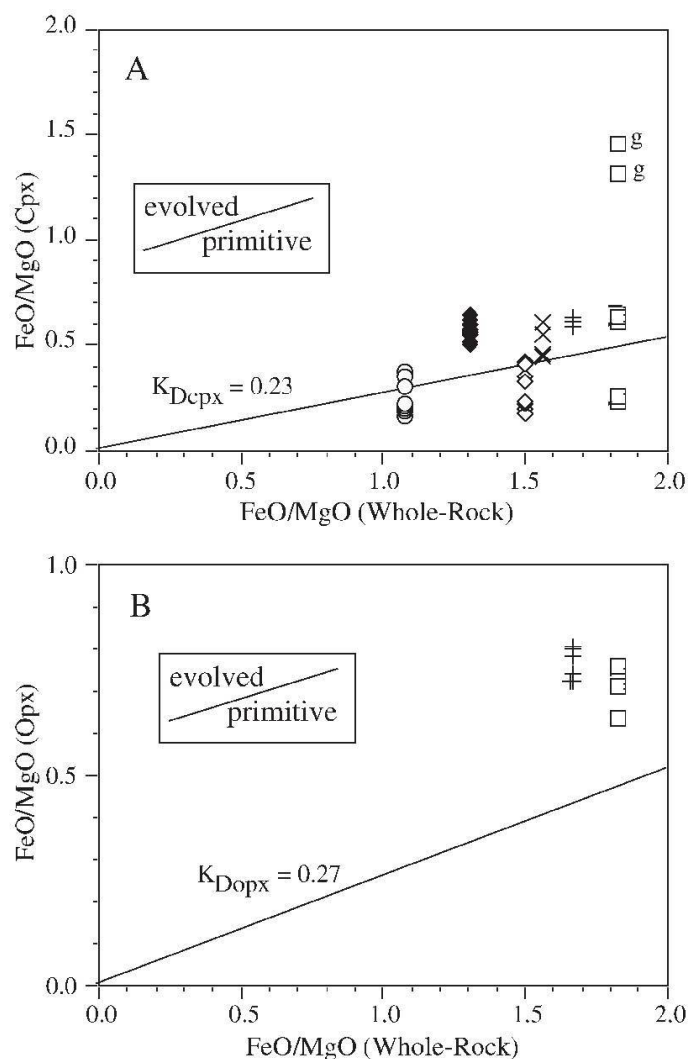 2.0
A
g
1.5
g
evolved
primitive
1.0
FeO/MgO (Cpx)
0.5
K_Dcpx = 0.23
0.0
0.0 0.5 1.0 1.5 2.0
FeO/MgO (Whole-Rock)
1.0
B
evolved
primitive
FeO/MgO (Opx)
0.5
K_Dopx = 0.27
0.0
0.0 0.5 1.0 1.5 2.0
FeO/MgO (Whole-Rock)